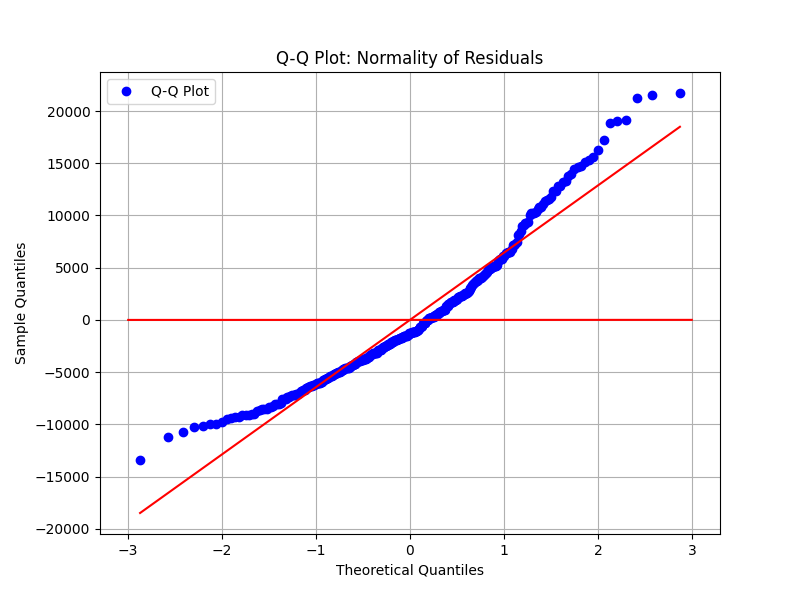 Q-Q Plot: Normality of Residuals
Q-Q Plot
20000
15000
10000
5000
0
−5000
−10000
−15000
−20000
Sample Quantiles
−3 −2 −1 0 1 2 3
Theoretical Quantiles